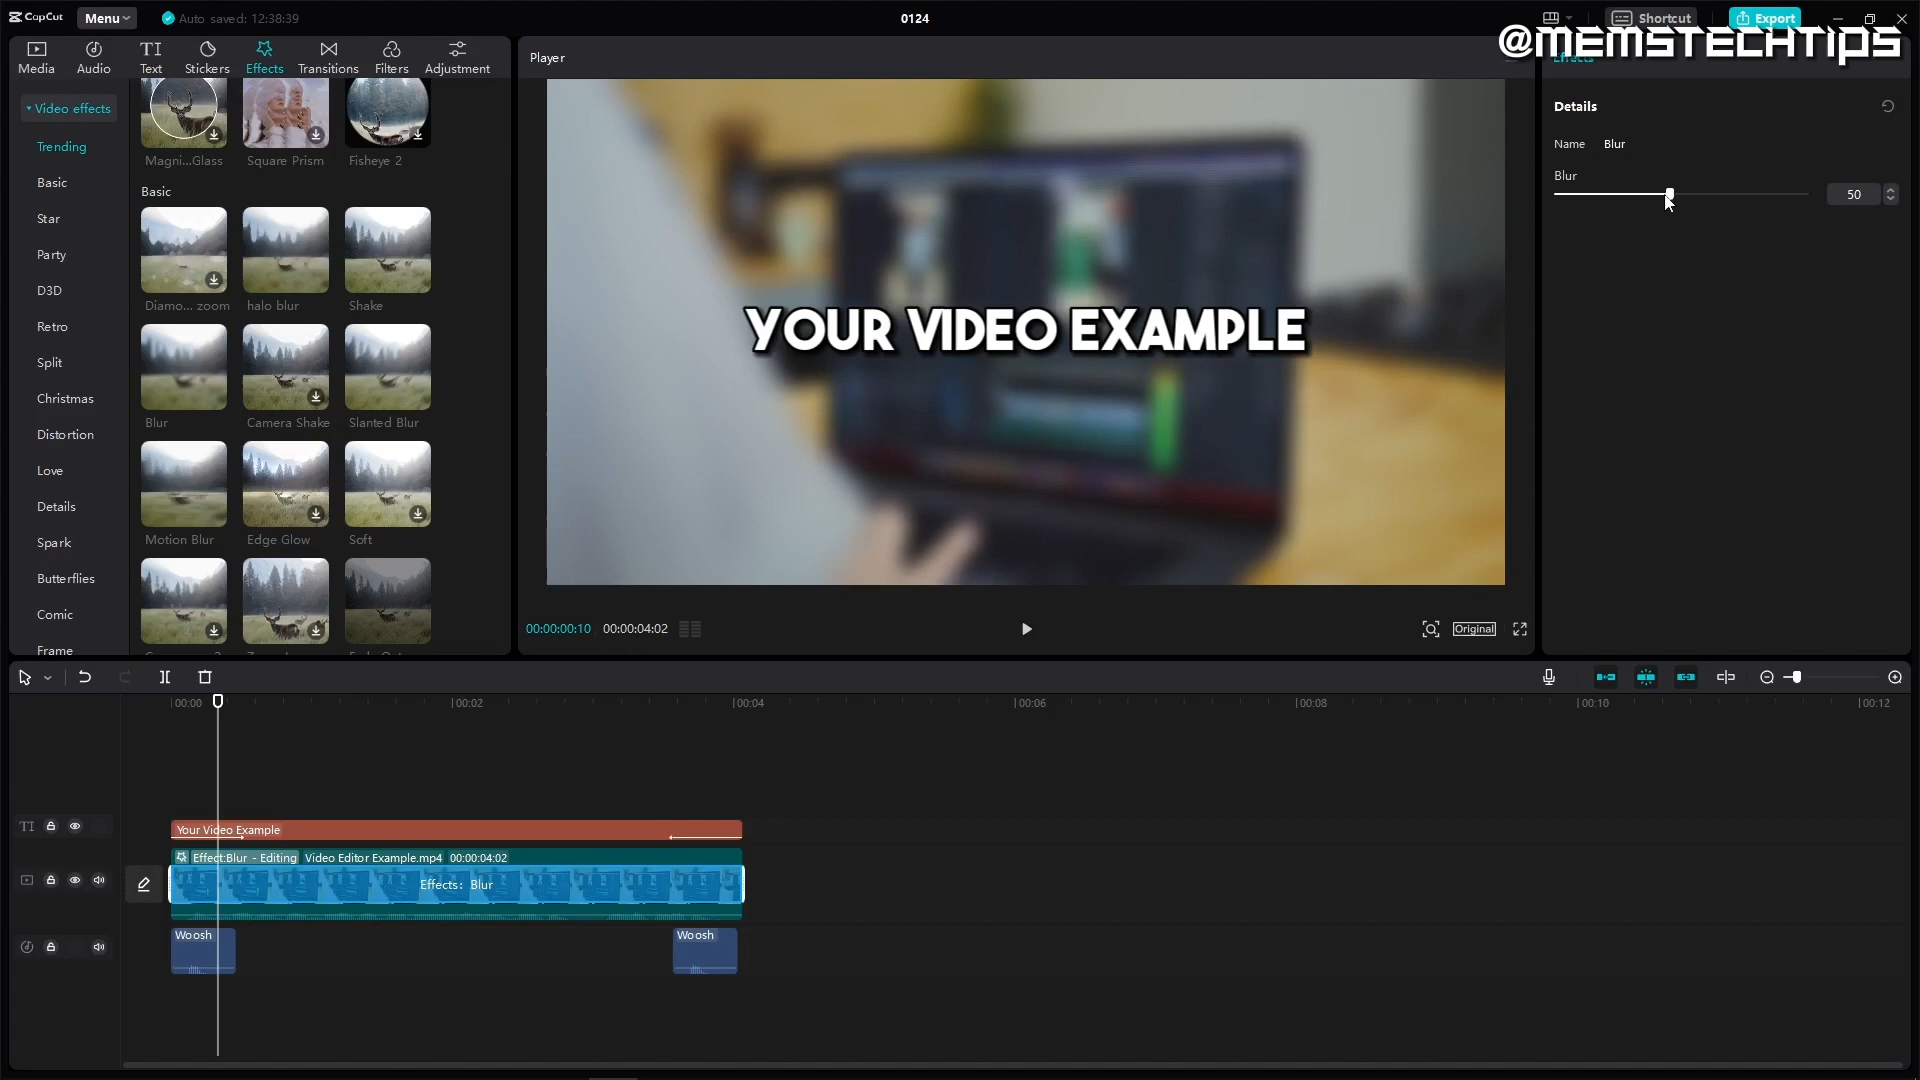 CapCut
Menu
Auto saved: 12:38:39
0124
Shortcut
Export
@MEMSTECHTIPS
Media
Audio
Text
Stickers
Effects
Transitions
Filters
Adjustment
Player
Effects
Video effects
Trending
Basic
Star
Party
D3D
Retro
Split
Christmas
Distortion
Love
Details
Spark
Butterflies
Comic
Frame
Magni...Glass
Square Prism
Fisheye 2
Basic
Diamo... zoom
halo blur
Shake
Blur
Camera Shake
Slanted Blur
Motion Blur
Edge Glow
Soft
YOUR VIDEO EXAMPLE
00:00:00:10
00:00:04:02
Original
Details
Name Blur
Blur
50
00:00
00:02
00:04
00:06
00:08
00:10
00:12
TI
Your Video Example
Effect:Blur - Editing Video Editor Example.mp4 00:00:04:02
Effects: Blur
Woosh
Woosh